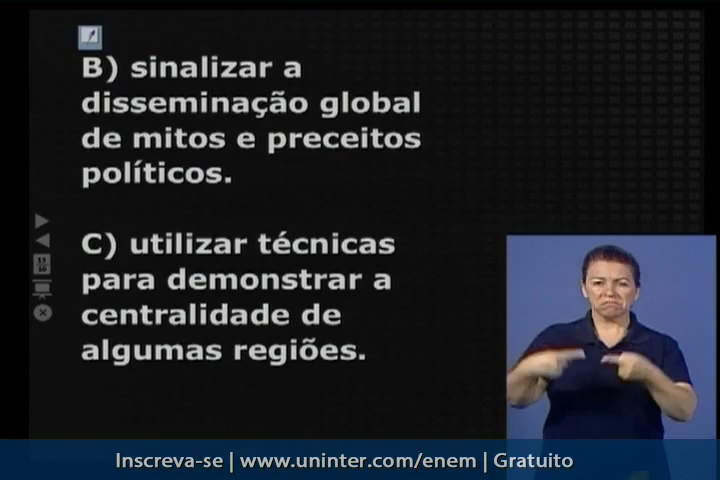 B) sinalizar a
disseminação global
de mitos e preceitos
políticos.
C) utilizar técnicas
para demonstrar a
centralidade de
algumas regiões.
Inscreva-se | www.uninter.com/enem | Gratuito